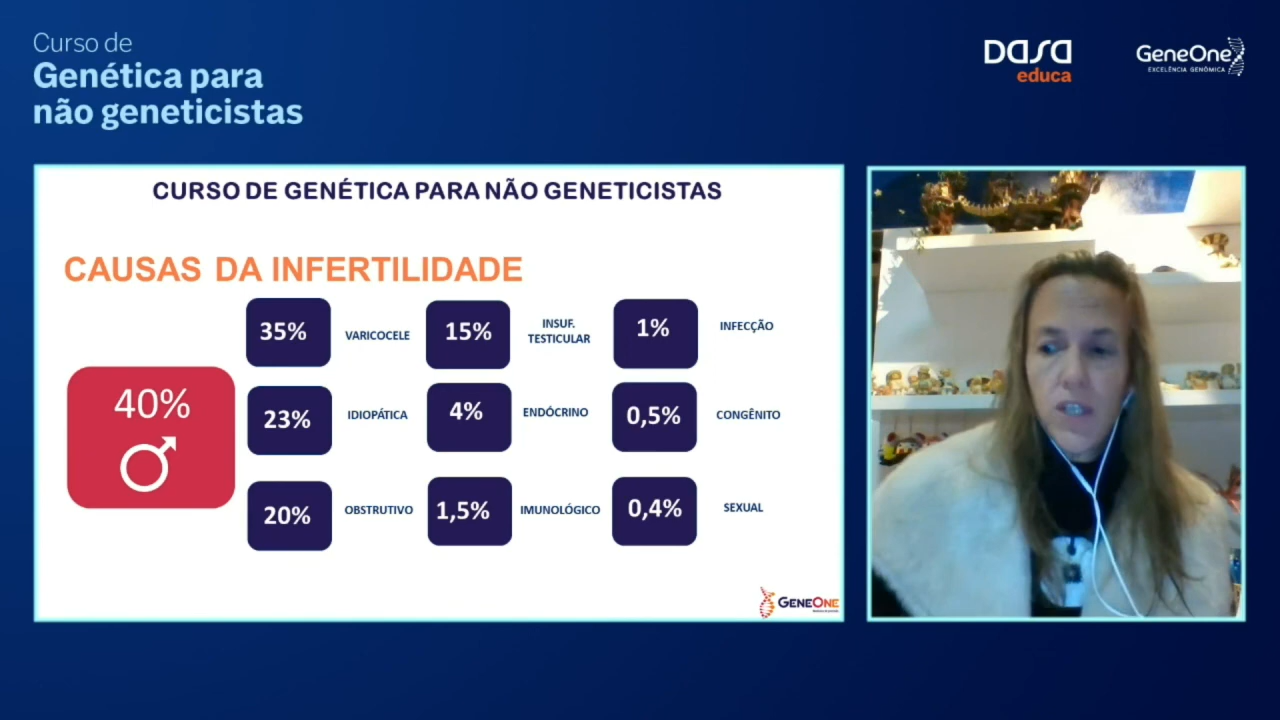 Curso de
Genética para
não geneticistas
Dasa
educa
GeneOne
EXCELÊNCIA GENÔMICA
CURSO DE GENÉTICA PARA NÃO GENETICISTAS
CAUSAS DA INFERTILIDADE
40%
35%
VARICOCELE
15%
INSUF.
TESTICULAR
1%
INFECÇÃO
23%
IDIOPÁTICA
4%
ENDÓCRINO
0,5%
CONGÊNITO
20%
OBSTRUTIVO
1,5%
IMUNOLÓGICO
0,4%
SEXUAL
GENEONE